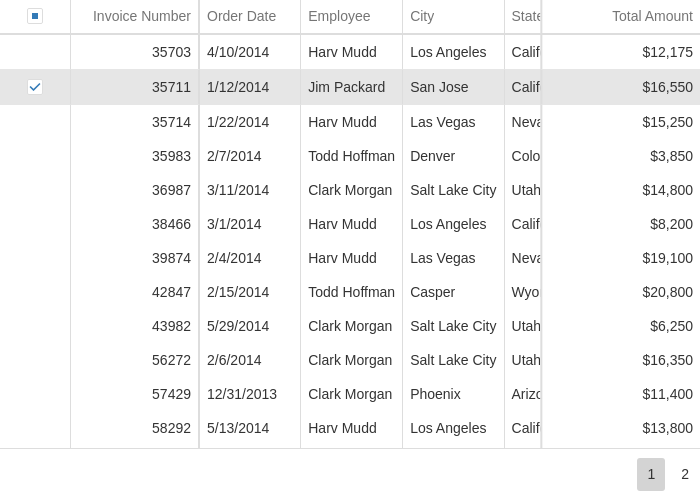 Invoice Number Order Date Employee City State Total Amount
35703 4/10/2014 Harv Mudd Los Angeles Calif $12,175
35711 1/12/2014 Jim Packard San Jose Calif $16,550
35714 1/22/2014 Harv Mudd Las Vegas Neva $15,250
35983 2/7/2014 Todd Hoffman Denver Colo $3,850
36987 3/11/2014 Clark Morgan Salt Lake City Utah $14,800
38466 3/1/2014 Harv Mudd Los Angeles Calif $8,200
39874 2/4/2014 Harv Mudd Las Vegas Neva $19,100
42847 2/15/2014 Todd Hoffman Casper Wyo $20,800
43982 5/29/2014 Clark Morgan Salt Lake City Utah $6,250
56272 2/6/2014 Clark Morgan Salt Lake City Utah $16,350
57429 12/31/2013 Clark Morgan Phoenix Arizo $11,400
58292 5/13/2014 Harv Mudd Los Angeles Calif $13,800
1 2